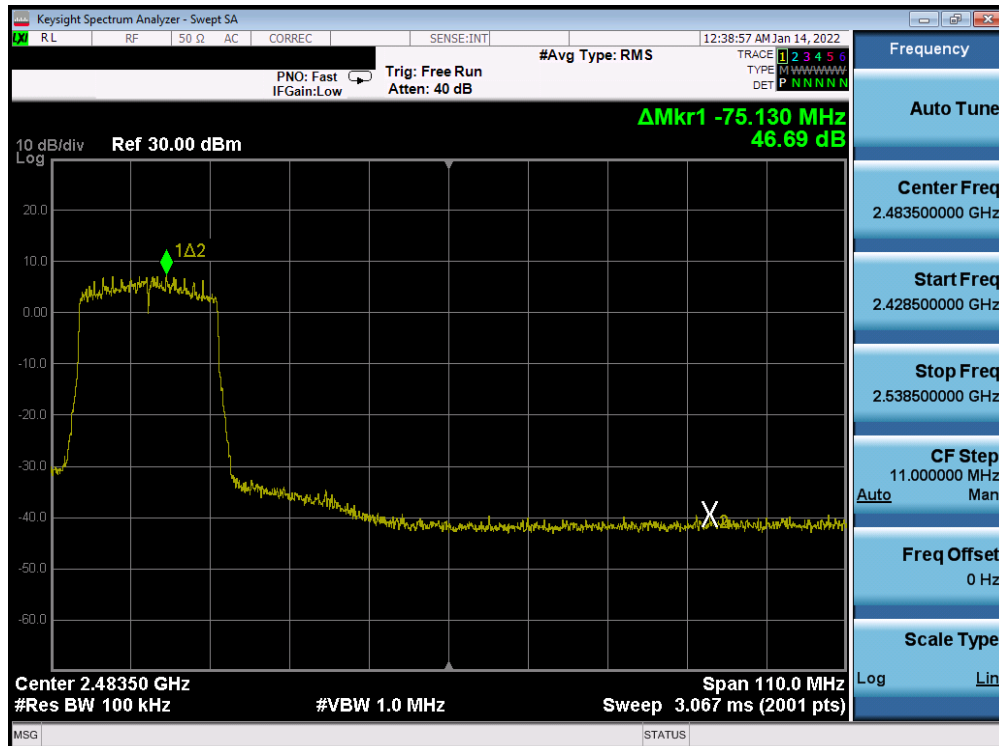 Keysight Spectrum Analyzer - Swept SA
LXI RL RF 50 Ω AC CORREC SENSE:INT 12:38:57 AM Jan 14, 2022
#Avg Type: RMS
TRACE 1 2 3 4 5 6
TYPE M WWWWW
DET P N N N N N
PNO: Fast
IFGain:Low
Trig: Free Run
Atten: 40 dB
ΔMkr1 -75.130 MHz
46.69 dB
10 dB/div Ref 30.00 dBm
Log
20.0
1Δ2
10.0
0.00
-10.0
-20.0
-30.0
-40.0
X2
-50.0
-60.0
Center 2.48350 GHz Span 110.0 MHz
#Res BW 100 kHz #VBW 1.0 MHz Sweep 3.067 ms (2001 pts)
MSG STATUS
Frequency
Auto Tune
Center Freq
2.483500000 GHz
Start Freq
2.428500000 GHz
Stop Freq
2.538500000 GHz
CF Step
11.000000 MHz
Auto Man
Freq Offset
0 Hz
Scale Type
Log Lin